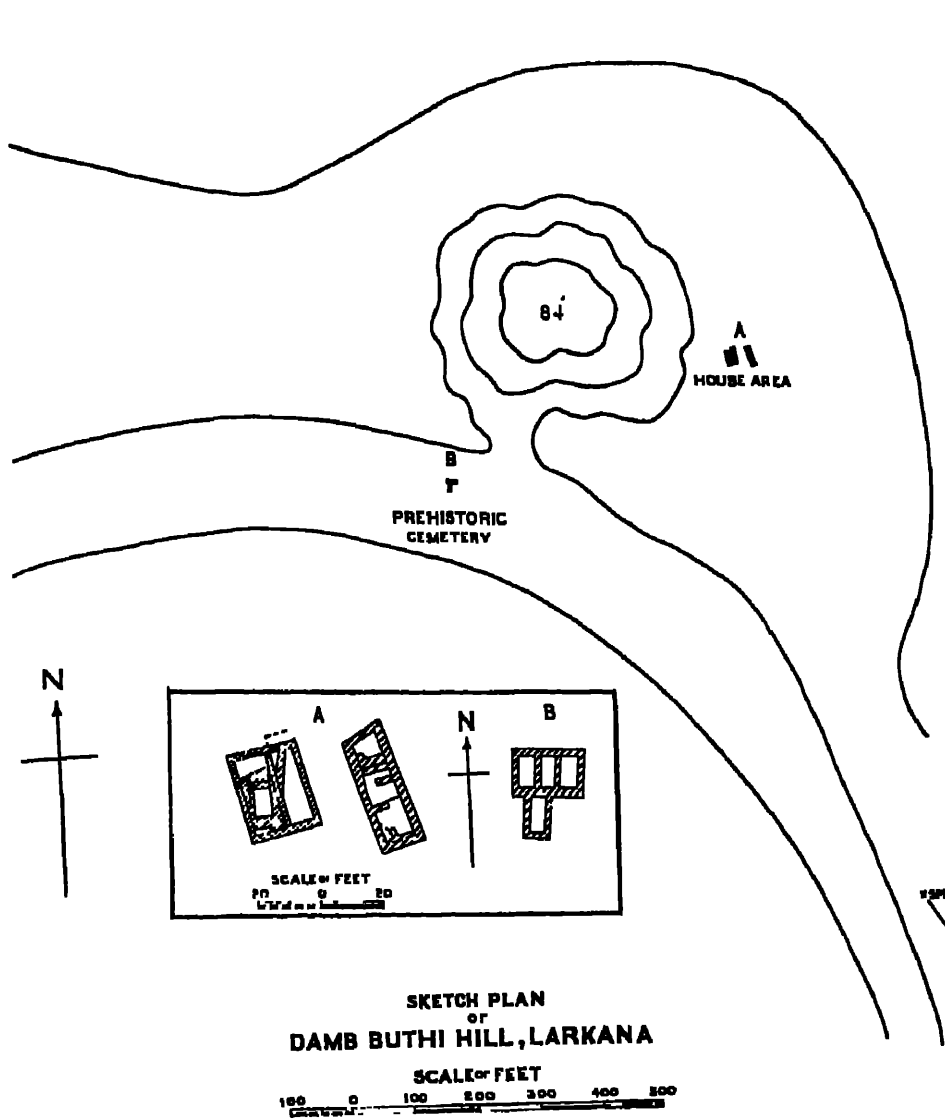 84'
A
HOUSE AREA
B
PREHISTORIC
CEMETERY
N
A
N
B
SCALE OF FEET
20 0 20
SKETCH PLAN
OF
DAMB BUTHI HILL, LARKANA
SCALE OF FEET
100 0 100 200 300 400 500